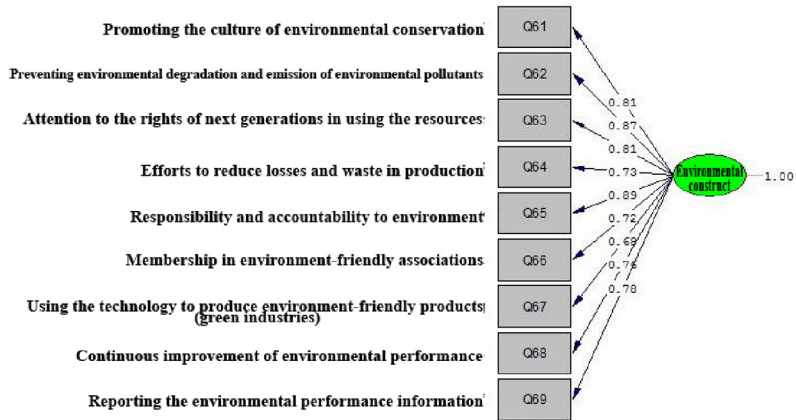 Promoting the culture of environmental conservation
Q61
Preventing environmental degradation and emission of environmental pollutants
Q62
0.81
0.87
Attention to the rights of next generations in using the resources
Q63
0.81
Efforts to reduce losses and waste in production
Q64
0.73
Environmental
construct
1.00
0.89
Responsibility and accountability to environment
Q65
0.72
Membership in environment-friendly associations
Q66
0.76
Using the technology to produce environment-friendly products
(green industries)
Q67
0.78
Continuous improvement of environmental performance
Q68
Reporting the environmental performance information
Q69